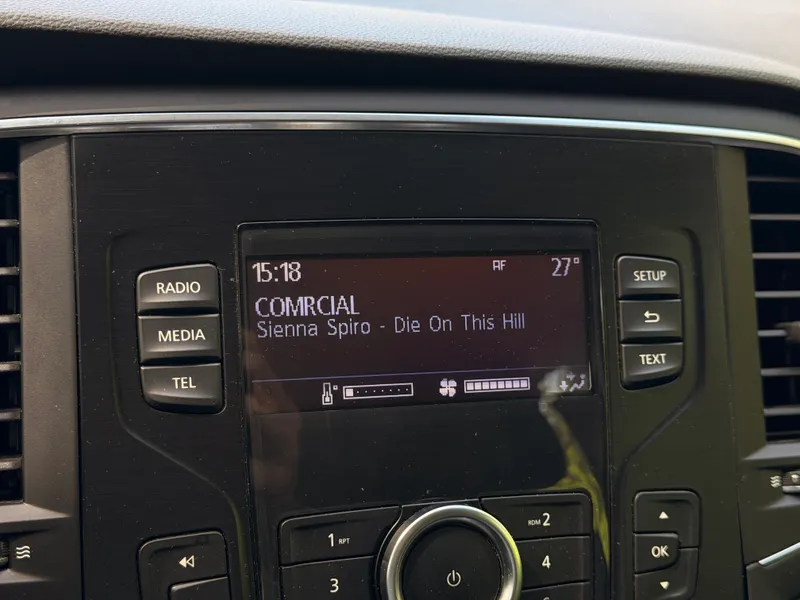 15:18 AF 27°
COMRCIAL
Sienna Spiro - Die On This Hill
RADIO
MEDIA
TEL
SETUP
TEXT
1 RPT
RDM 2
3
4
OK